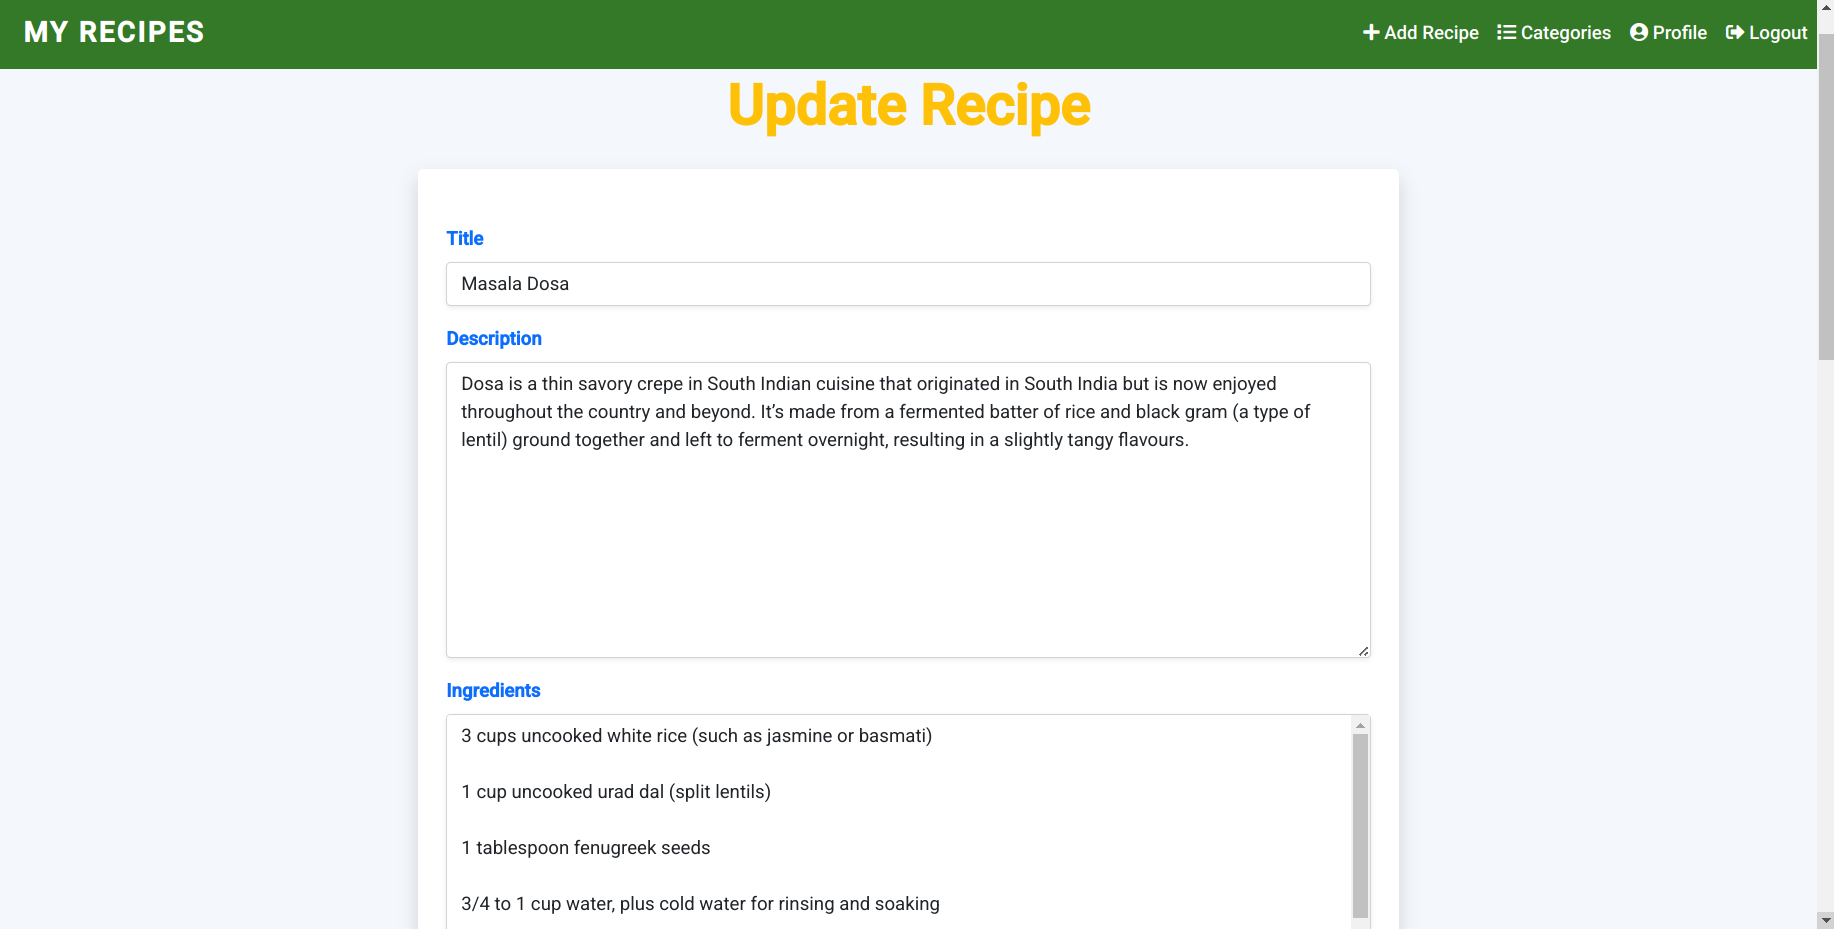 MY RECIPES
Add Recipe
Categories
Profile
Logout
Update Recipe
Title
Masala Dosa
Description
Dosa is a thin savory crepe in South Indian cuisine that originated in South India but is now enjoyed
throughout the country and beyond. It’s made from a fermented batter of rice and black gram (a type of
lentil) ground together and left to ferment overnight, resulting in a slightly tangy flavours.
Ingredients
3 cups uncooked white rice (such as jasmine or basmati)
1 cup uncooked urad dal (split lentils)
1 tablespoon fenugreek seeds
3/4 to 1 cup water, plus cold water for rinsing and soaking